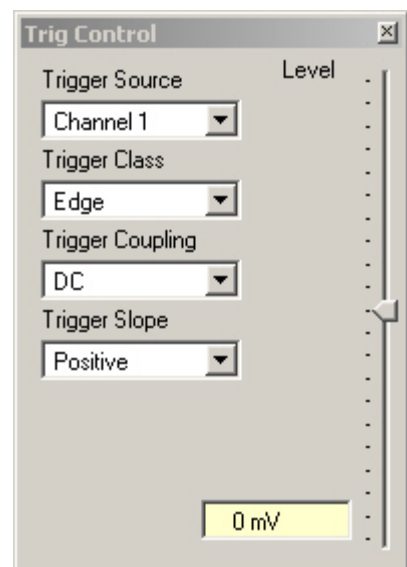 Trig Control
Trigger Source
Level
Channel 1
Trigger Class
Edge
Trigger Coupling
DC
Trigger Slope
Positive
0 mV